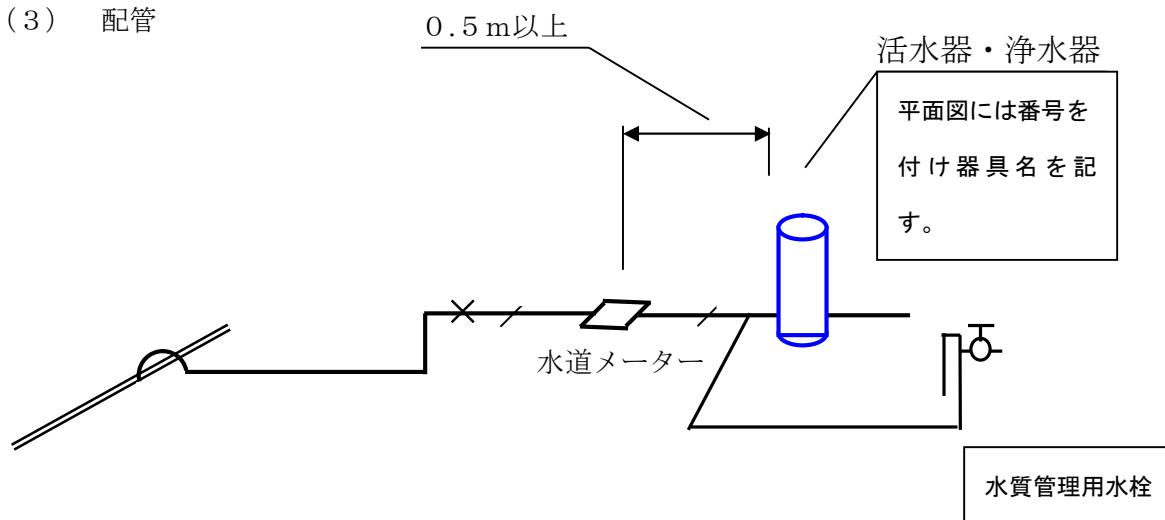 (３)　配管
０.５ｍ以上
活水器・浄水器
平面図には番号を
付け器具名を記
す。
水道メーター
水質管理用水栓